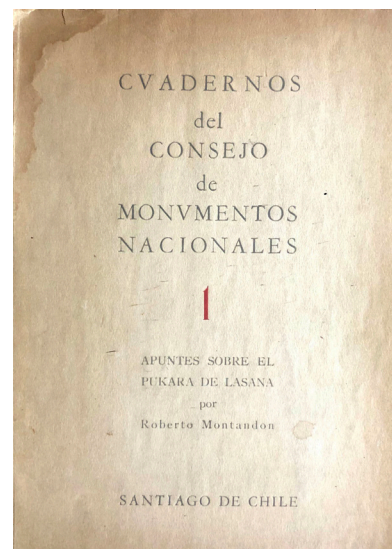 CVADERNOS
del
CONSEJO
de
MONVMENTOS
NACIONALES
1
APUNTES SOBRE EL
PUKARA DE LASANA
por
Roberto Montandon
SANTIAGO DE CHILE